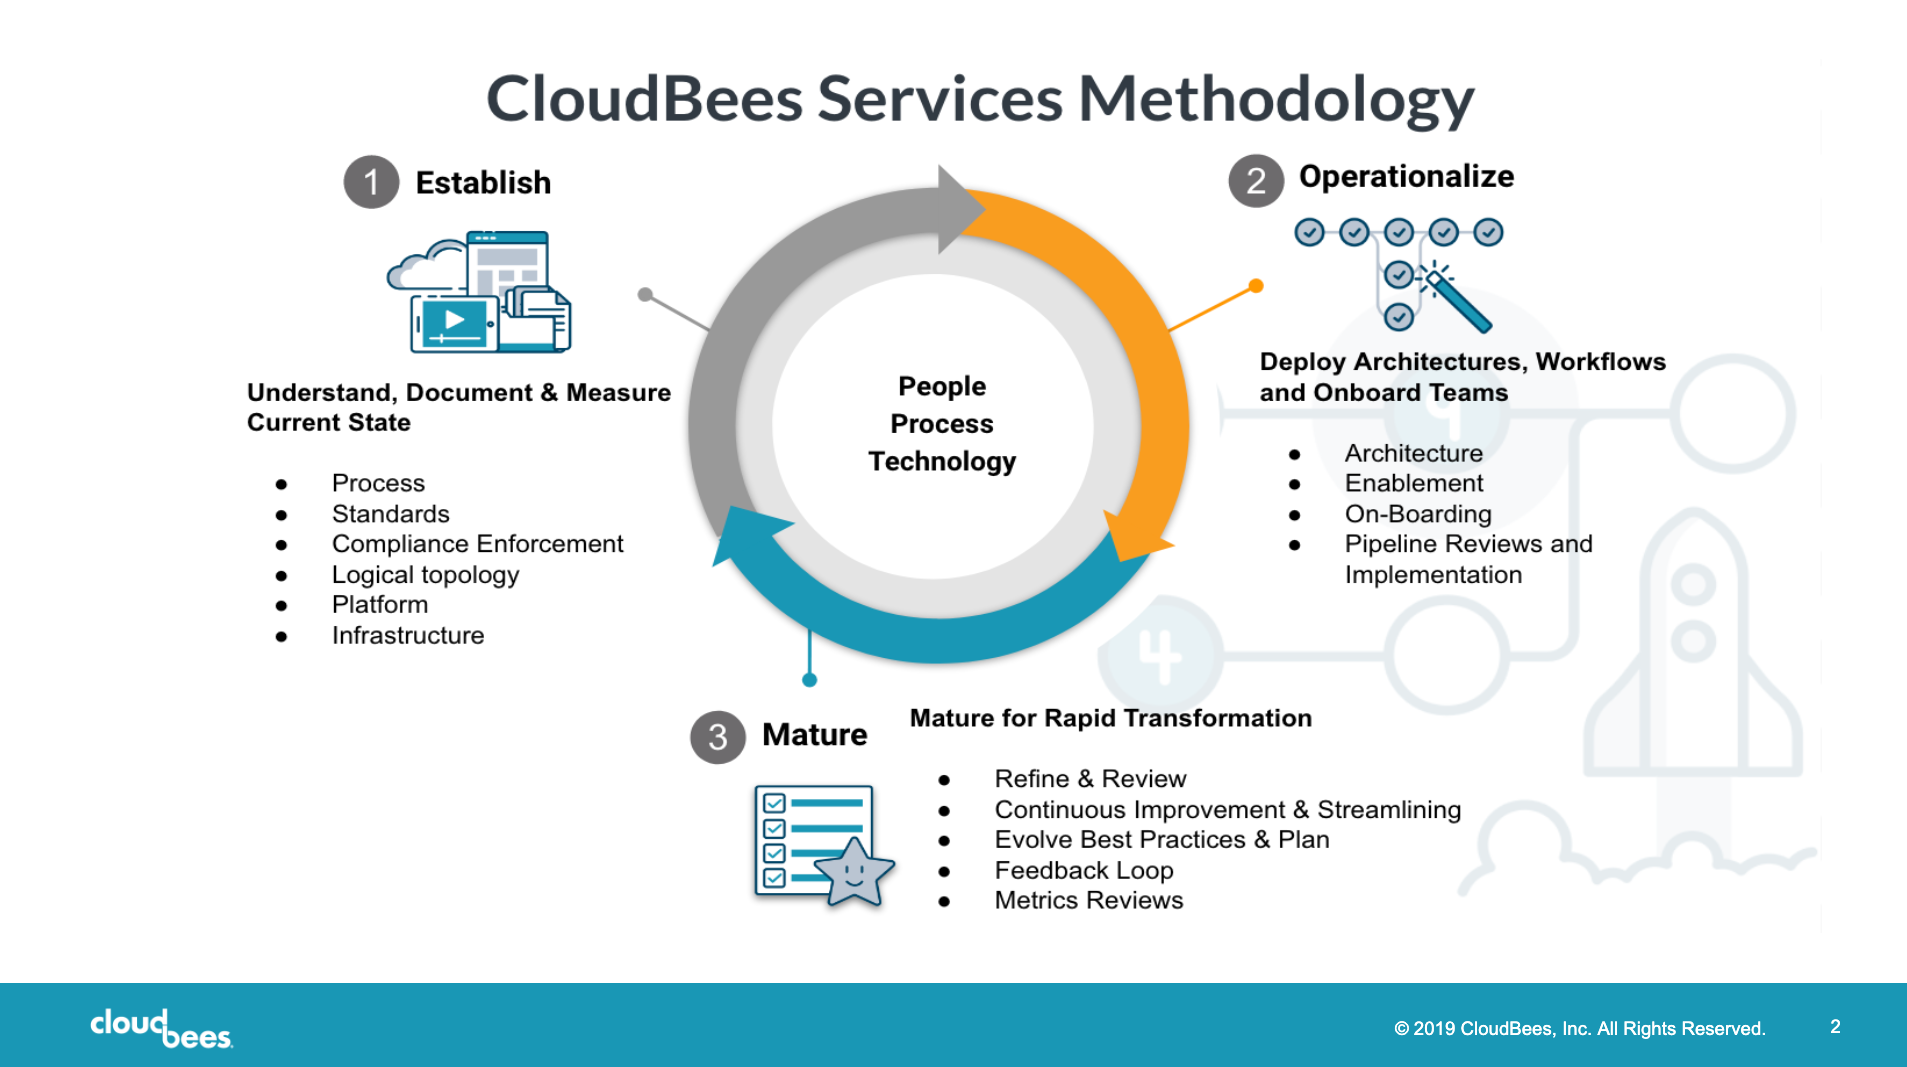 CloudBees Services Methodology
1 Establish
Understand, Document & Measure
Current State
● Process
● Standards
● Compliance Enforcement
● Logical topology
● Platform
● Infrastructure
People
Process
Technology
2 Operationalize
Deploy Architectures, Workflows
and Onboard Teams
● Architecture
● Enablement
● On-Boarding
● Pipeline Reviews and
Implementation
9
4
3 Mature
Mature for Rapid Transformation
● Refine & Review
● Continuous Improvement & Streamlining
● Evolve Best Practices & Plan
● Feedback Loop
● Metrics Reviews
cloudbees.
© 2019 CloudBees, Inc. All Rights Reserved.
2